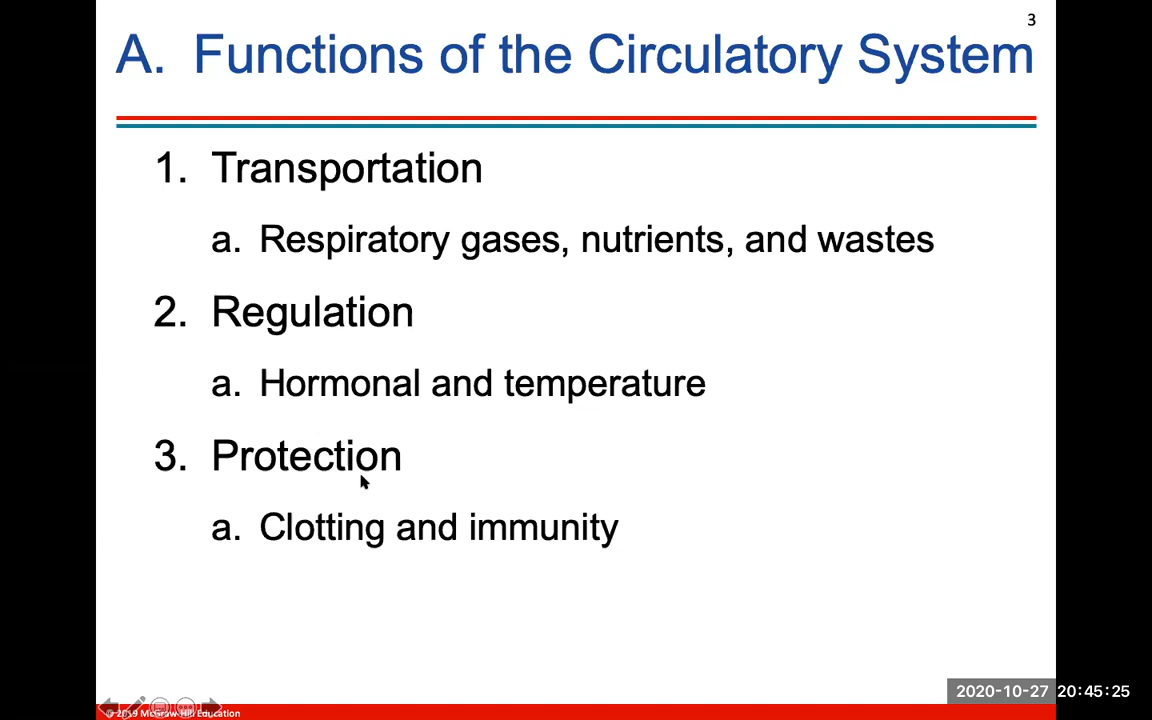 3
A. Functions of the Circulatory System
1. Transportation
a. Respiratory gases, nutrients, and wastes
2. Regulation
a. Hormonal and temperature
3. Protection
a. Clotting and immunity
2020-10-27 20:45:25
© 2019 McGraw-Hill Education